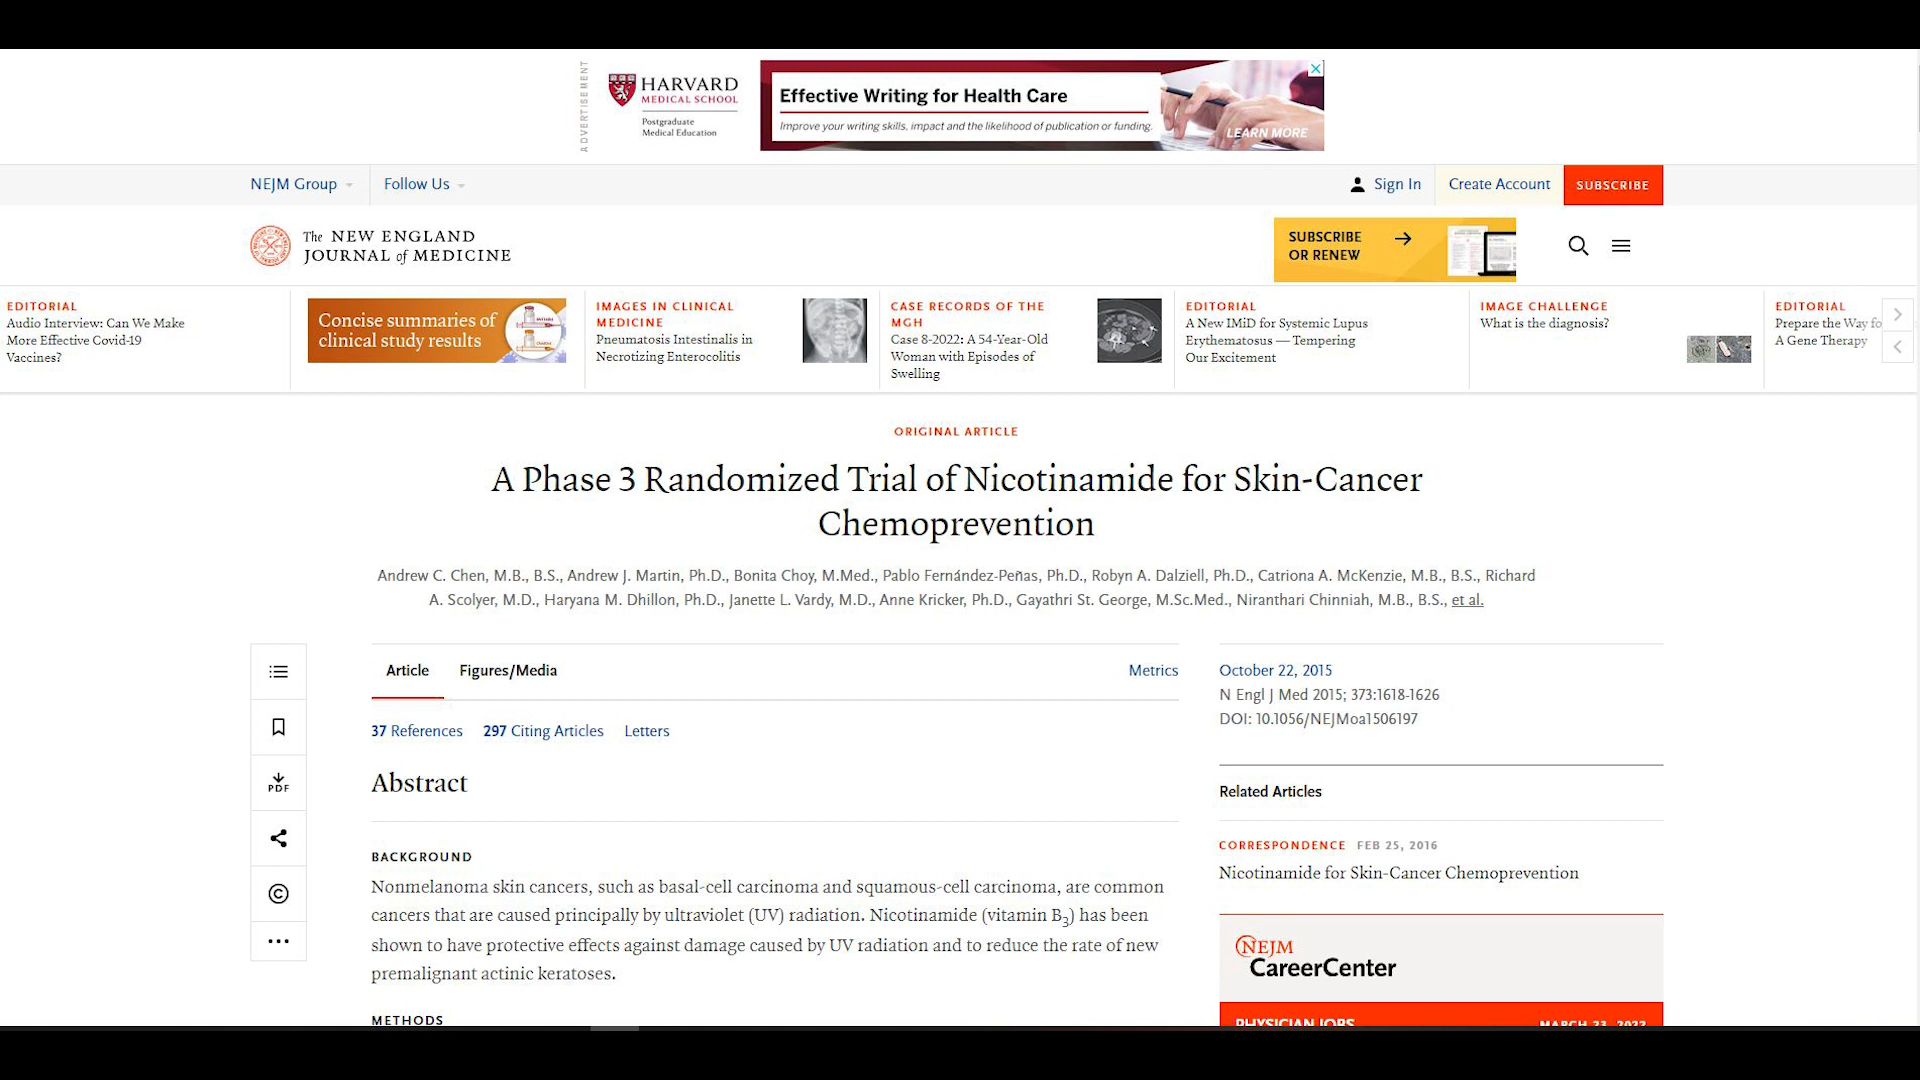 ADVERTISEMENT
HARVARD
MEDICAL SCHOOL
Postgraduate
Medical Education
Effective Writing for Health Care
Improve your writing skills, impact and the likelihood of publication or funding.
LEARN MORE
NEJM Group
Follow Us
Sign In
Create Account
SUBSCRIBE
The NEW ENGLAND
JOURNAL of MEDICINE
SUBSCRIBE
OR RENEW
EDITORIAL
Audio Interview: Can We Make
More Effective Covid-19
Vaccines?
Concise summaries of
clinical study results
IMAGES IN CLINICAL
MEDICINE
Pneumatosis Intestinalis in
Necrotizing Enterocolitis
CASE RECORDS OF THE
MGH
Case 8-2022: A 54-Year-Old
Woman with Episodes of
Swelling
EDITORIAL
A New IMiD for Systemic Lupus
Erythematosus — Tempering
Our Excitement
IMAGE CHALLENGE
What is the diagnosis?
EDITORIAL
Prepare the Way fo
A Gene Therapy
ORIGINAL ARTICLE
A Phase 3 Randomized Trial of Nicotinamide for Skin-Cancer
Chemoprevention
Andrew C. Chen, M.B., B.S., Andrew J. Martin, Ph.D., Bonita Choy, M.Med., Pablo Fernández-Peñas, Ph.D., Robyn A. Dalziell, Ph.D., Catriona A. McKenzie, M.B., B.S., Richard
A. Scolyer, M.D., Haryana M. Dhillon, Ph.D., Janette L. Vardy, M.D., Anne Kricker, Ph.D., Gayathri St. George, M.Sc.Med., Niranthari Chinniah, M.B., B.S., et al.
PDF
Article
Figures/Media
Metrics
37 References 297 Citing Articles Letters
Abstract
BACKGROUND
Nonmelanoma skin cancers, such as basal-cell carcinoma and squamous-cell carcinoma, are common
cancers that are caused principally by ultraviolet (UV) radiation. Nicotinamide (vitamin B3) has been
shown to have protective effects against damage caused by UV radiation and to reduce the rate of new
premalignant actinic keratoses.
METHODS
October 22, 2015
N Engl J Med 2015; 373:1618-1626
DOI: 10.1056/NEJMoa1506197
Related Articles
CORRESPONDENCE FEB 25, 2016
Nicotinamide for Skin-Cancer Chemoprevention
NEJM
CareerCenter
PHYSICIAN JOBS
MARCH 23, 2022